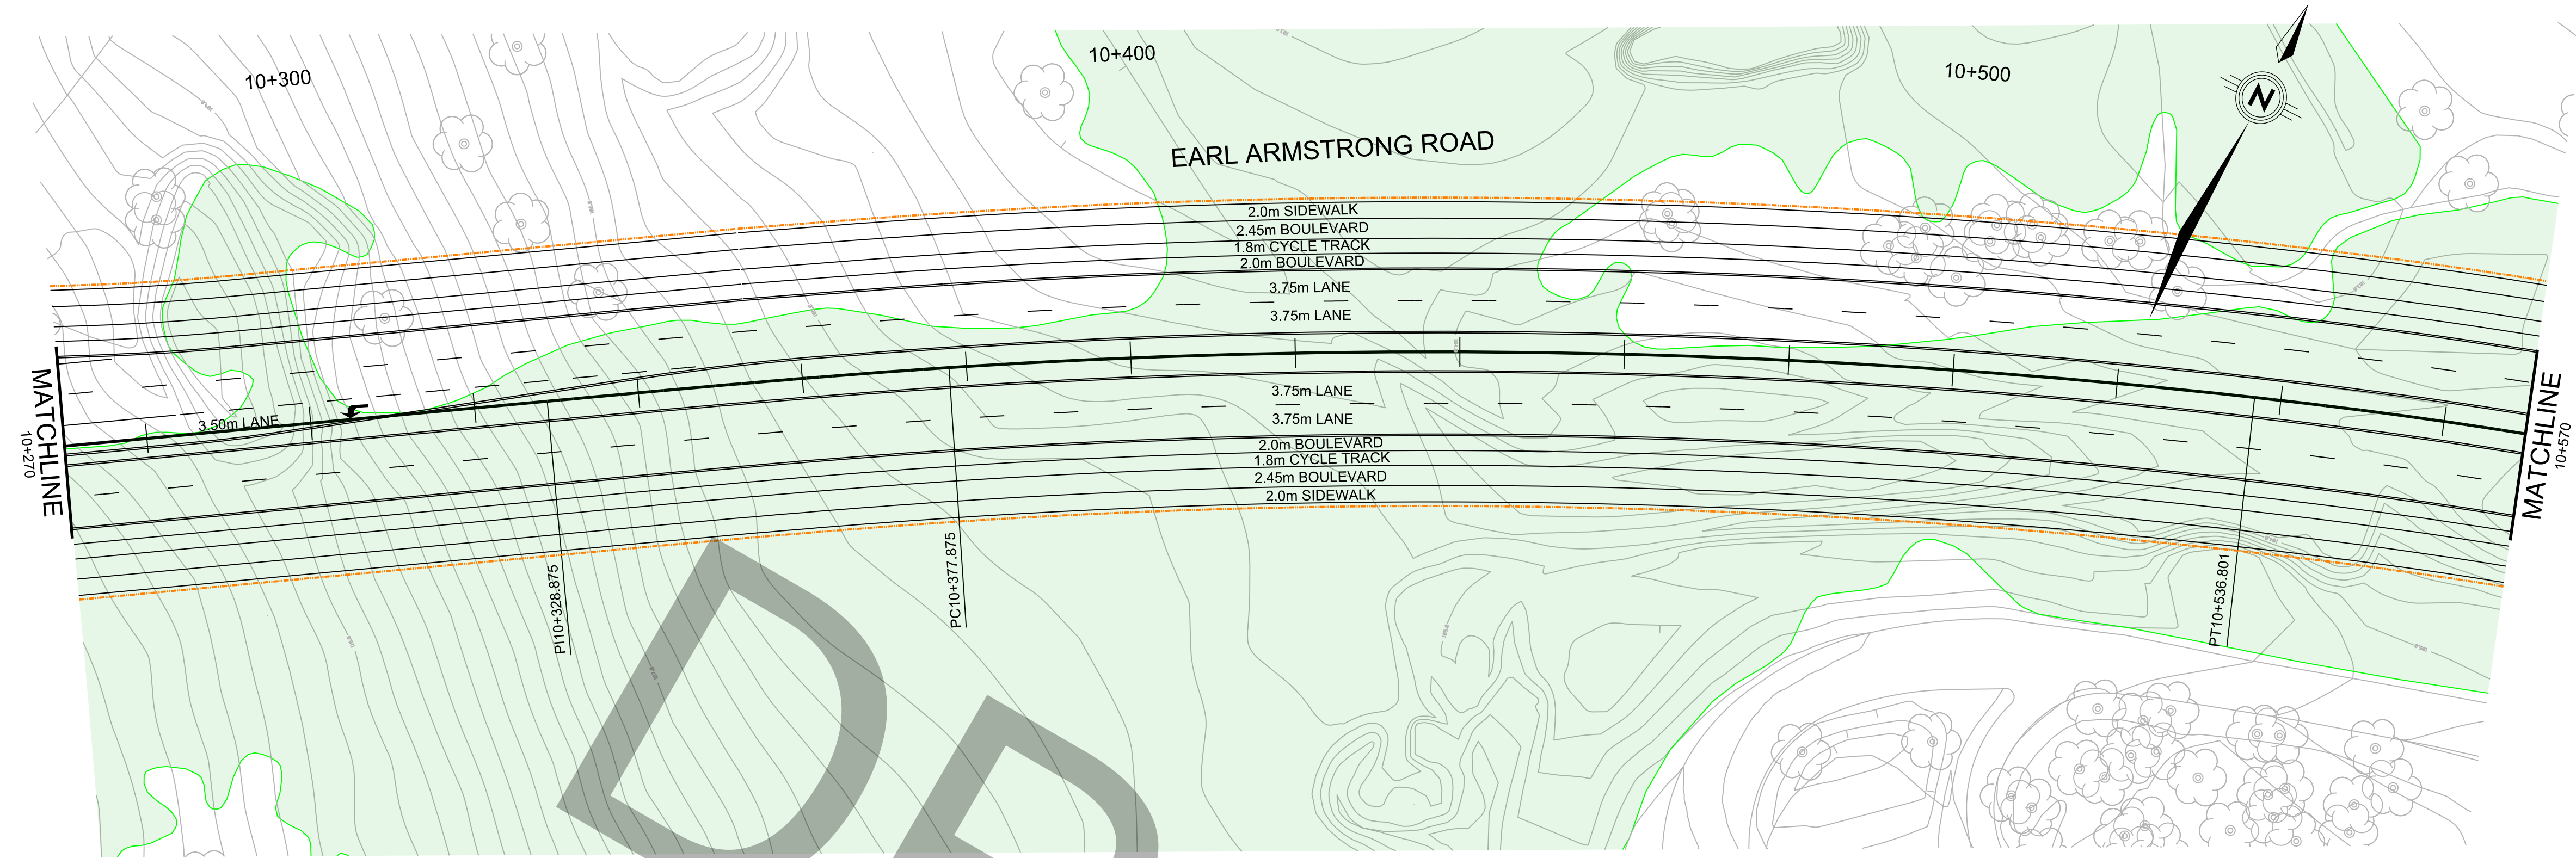 10+300
10+400
10+500
N
EARL ARMSTRONG ROAD
2.0m SIDEWALK
2.45m BOULEVARD
1.8m CYCLE TRACK
2.0m BOULEVARD
3.75m LANE
3.75m LANE
3.75m LANE
3.75m LANE
2.0m BOULEVARD
1.8m CYCLE TRACK
2.45m BOULEVARD
2.0m SIDEWALK
3.50m LANE
MATCHLINE
10+270
MATCHLINE
10+570
PI10+328.875
PC10+377.875
PT10+536.801